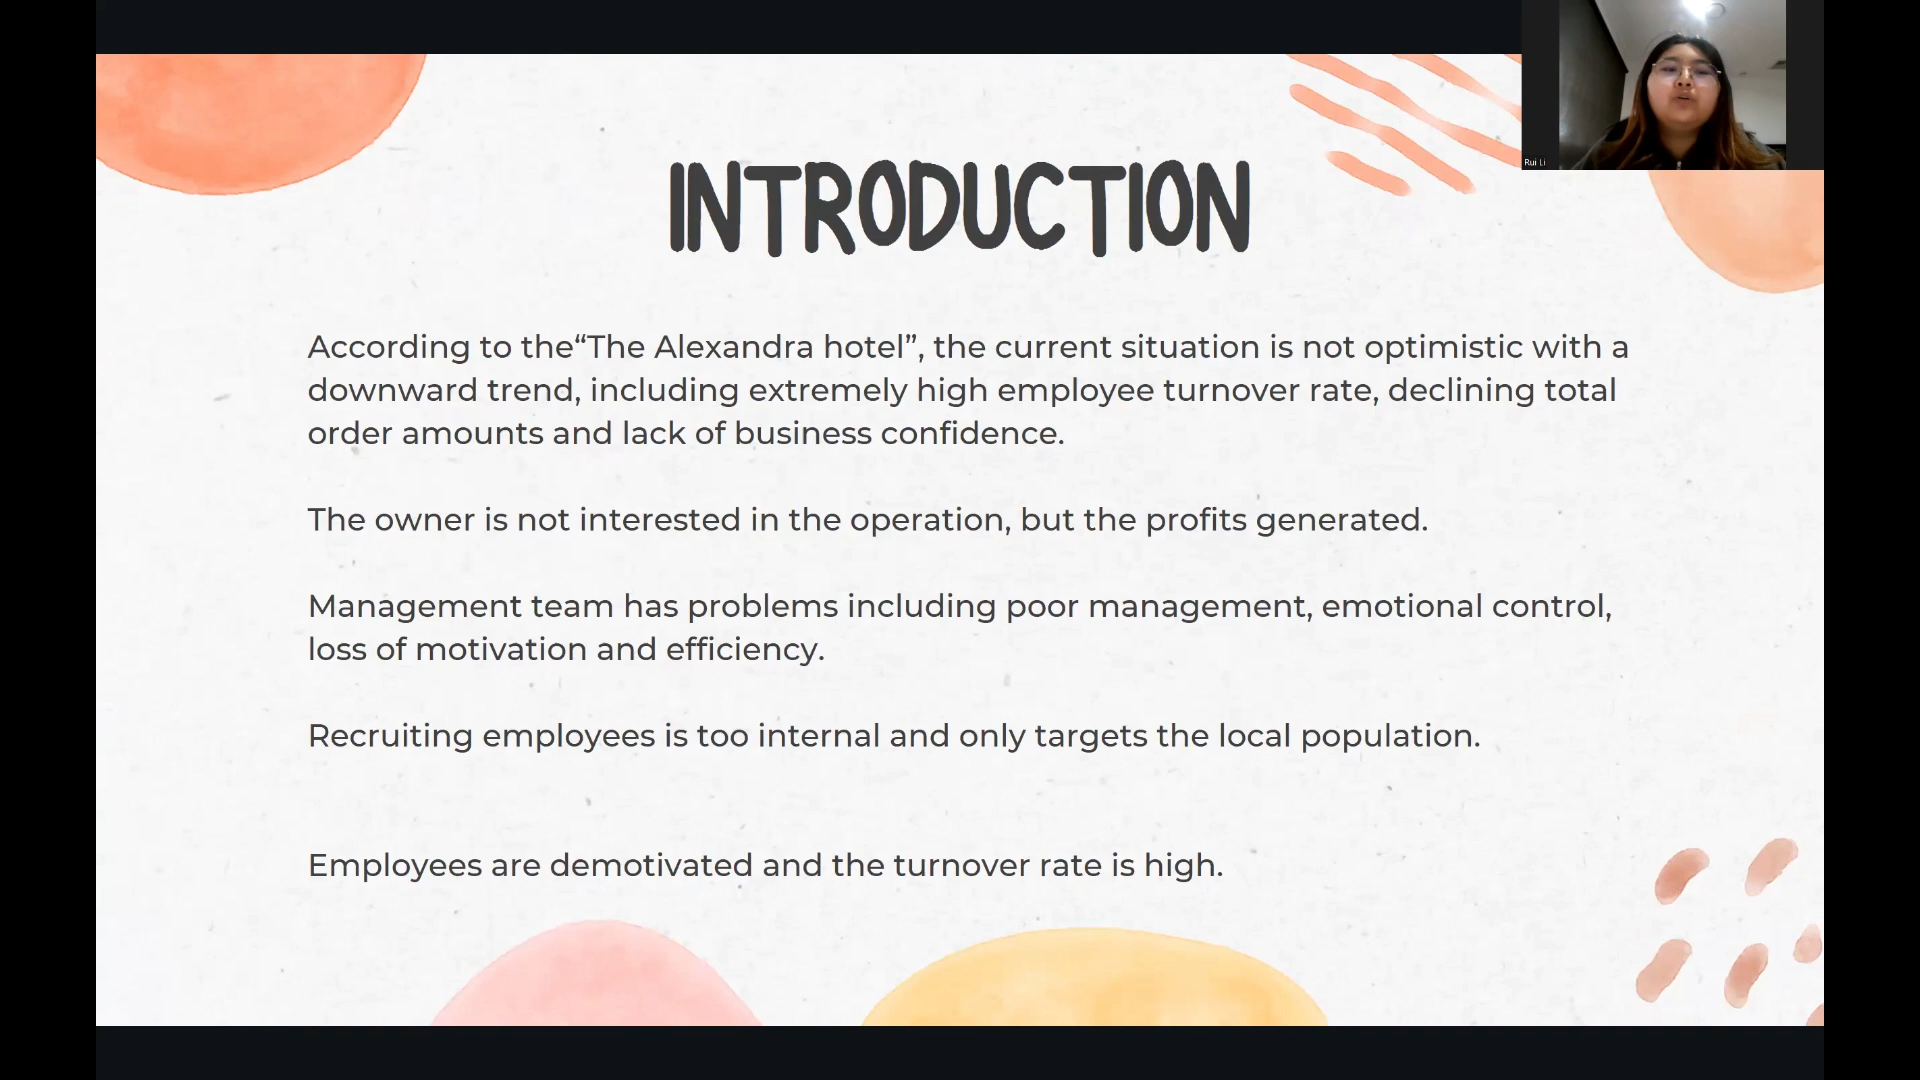 Rui Li
INTRODUCTION
According to the“The Alexandra hotel”, the current situation is not optimistic with a
downward trend, including extremely high employee turnover rate, declining total
order amounts and lack of business confidence.
The owner is not interested in the operation, but the profits generated.
Management team has problems including poor management, emotional control,
loss of motivation and efficiency.
Recruiting employees is too internal and only targets the local population.
Employees are demotivated and the turnover rate is high.